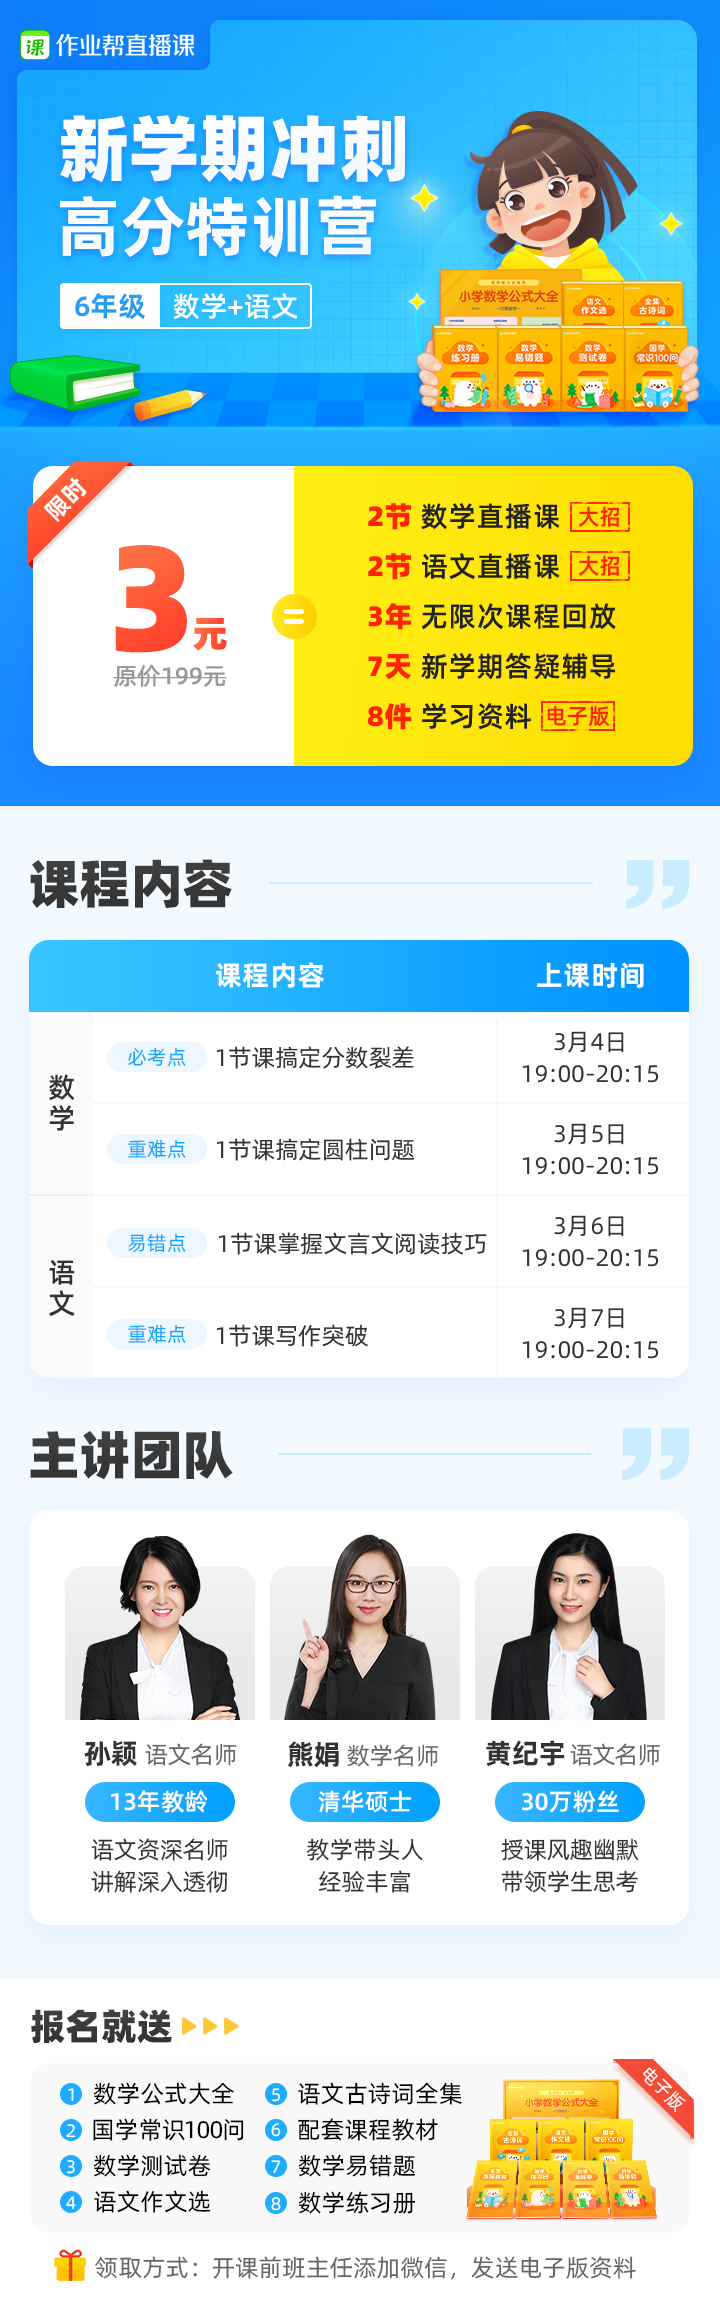 课 作业帮直播课
新学期冲刺
高分特训营
6年级 数学+语文
小学数学公式大全
语文
作文选
全集
古诗词
数学
练习册
数学
易错题
数学
测试卷
国学
常识100问
限时
3元
原价199元
=
2节 数学直播课 大招
2节 语文直播课 大招
3年 无限次课程回放
7天 新学期答疑辅导
8件 学习资料 电子版
课程内容
课程内容 上课时间
数学
必考点 1节课搞定分数裂差 3月4日
19:00-20:15
重难点 1节课搞定圆柱问题 3月5日
19:00-20:15
语文
易错点 1节课掌握文言文阅读技巧 3月6日
19:00-20:15
重难点 1节课写作突破 3月7日
19:00-20:15
主讲团队
孙颖 语文名师
13年教龄
语文资深名师
讲解深入透彻
熊娟 数学名师
清华硕士
教学带头人
经验丰富
黄纪宇 语文名师
30万粉丝
授课风趣幽默
带领学生思考
报名就送
1 数学公式大全
2 国学常识100问
3 数学测试卷
4 语文作文选
5 语文古诗词全集
6 配套课程教材
7 数学易错题
8 数学练习册
电子版
小学数学公式大全
全集
古诗词
语文
作文选
国学
常识100问
领取方式：开课前班主任添加微信，发送电子版资料